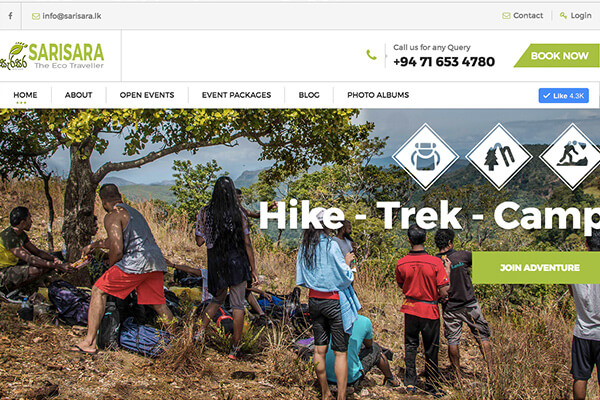 f
info@sarisara.lk
Contact
Login
සැරිසර
SARISARA
The Eco Traveller
Call us for any Query
+94 71 653 4780
BOOK NOW
HOME
ABOUT
OPEN EVENTS
EVENT PACKAGES
BLOG
PHOTO ALBUMS
Like 4.3K
Hike - Trek - Camp
JOIN ADVENTURE